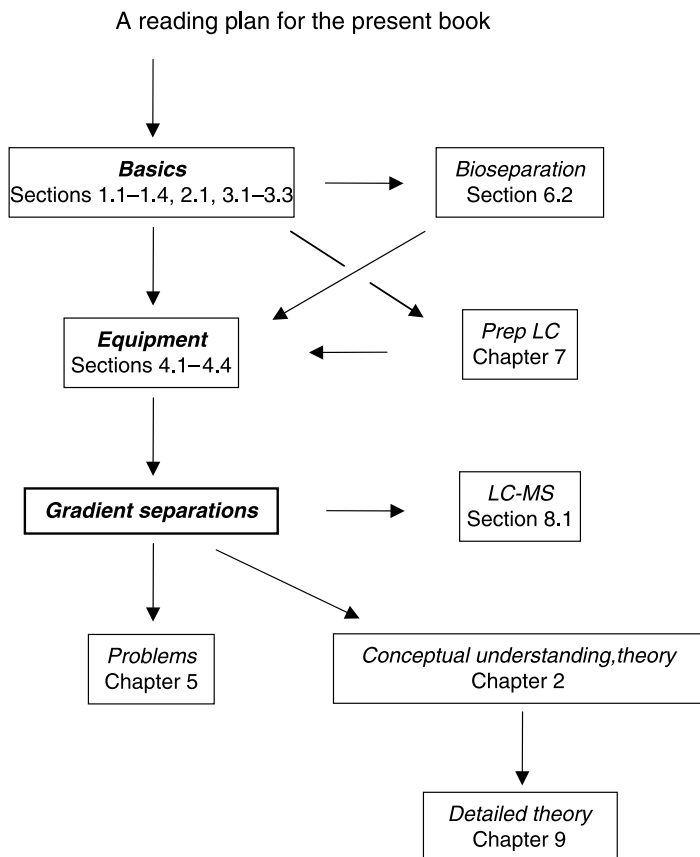 A reading plan for the present book
Basics
Sections 1.1–1.4, 2.1, 3.1–3.3
Bioseparation
Section 6.2
Equipment
Sections 4.1–4.4
Prep LC
Chapter 7
Gradient separations
LC-MS
Section 8.1
Problems
Chapter 5
Conceptual understanding,theory
Chapter 2
Detailed theory
Chapter 9